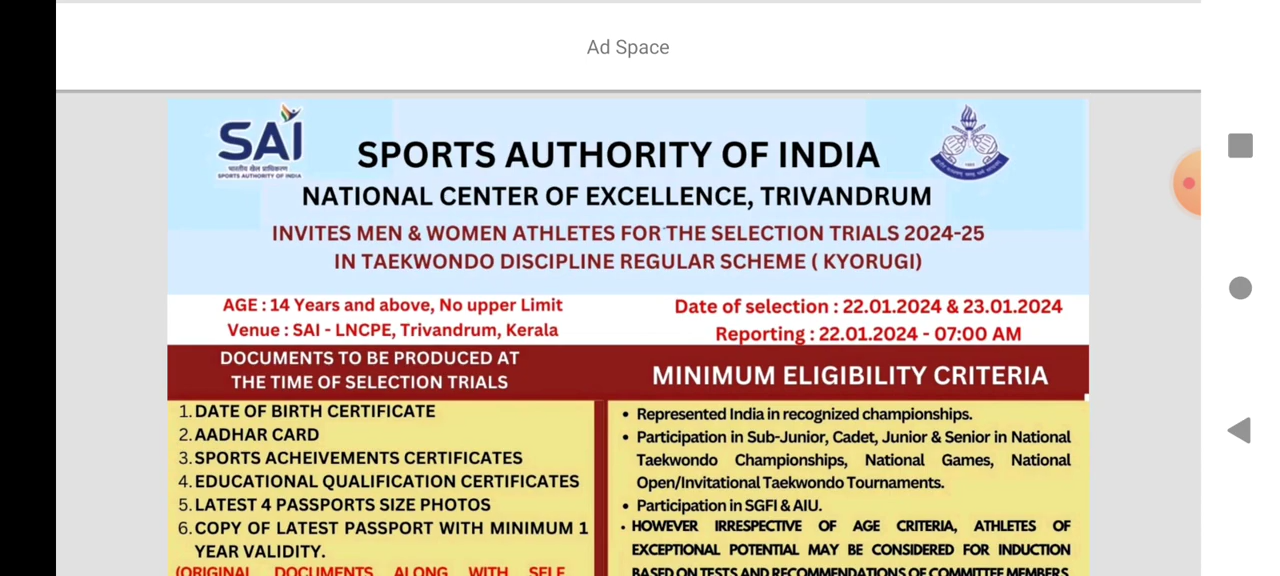 Ad Space
SAI
भारतीय खेल प्राधिकरण
SPORTS AUTHORITY OF INDIA
SPORTS AUTHORITY OF INDIA
NATIONAL CENTER OF EXCELLENCE, TRIVANDRUM
INVITES MEN & WOMEN ATHLETES FOR THE SELECTION TRIALS 2024-25
IN TAEKWONDO DISCIPLINE REGULAR SCHEME ( KYORUGI)
AGE : 14 Years and above, No upper Limit
Venue : SAI - LNCPE, Trivandrum, Kerala
Date of selection : 22.01.2024 & 23.01.2024
Reporting : 22.01.2024 - 07:00 AM
DOCUMENTS TO BE PRODUCED AT
THE TIME OF SELECTION TRIALS
1. DATE OF BIRTH CERTIFICATE
2. AADHAR CARD
3. SPORTS ACHEIVEMENTS CERTIFICATES
4. EDUCATIONAL QUALIFICATION CERTIFICATES
5. LATEST 4 PASSPORTS SIZE PHOTOS
6. COPY OF LATEST PASSPORT WITH MINIMUM 1
YEAR VALIDITY.
(ORIGINAL DOCUMENTS ALONG WITH SELF
MINIMUM ELIGIBILITY CRITERIA
• Represented India in recognized championships.
• Participation in Sub-Junior, Cadet, Junior & Senior in National
Taekwondo Championships, National Games, National
Open/Invitational Taekwondo Tournaments.
• Participation in SGFI & AIU.
• HOWEVER IRRESPECTIVE OF AGE CRITERIA, ATHLETES OF
EXCEPTIONAL POTENTIAL MAY BE CONSIDERED FOR INDUCTION
BASED ON TESTS AND RECOMMENDATIONS OF COMMITTEE MEMBERS